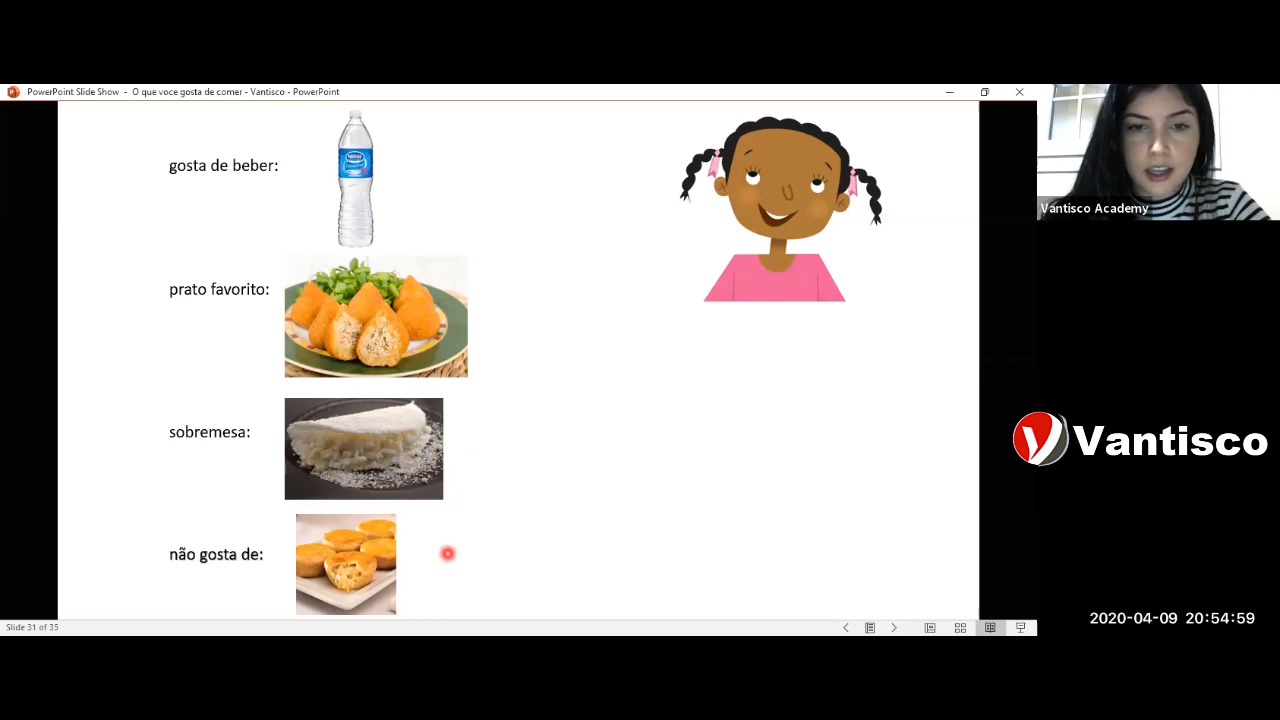 PowerPoint Slide Show - O que voce gosta de comer - Vantisco - PowerPoint
gosta de beber:
Nestlé
prato favorito:
sobremesa:
não gosta de:
Vantisco Academy
Vantisco
2020-04-09 20:54:59
Slide 31 of 35